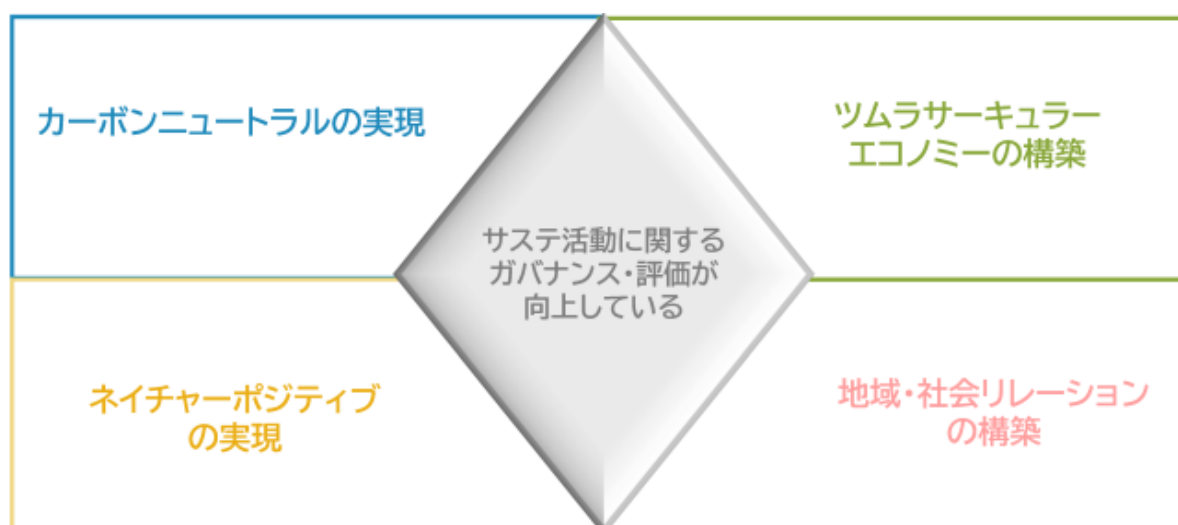 カーボンニュートラルの実現
ツムラサーキュラー
エコノミーの構築
サステ活動に関する
ガバナンス・評価が
向上している
ネイチャーポジティブ
の実現
地域・社会リレーション
の構築